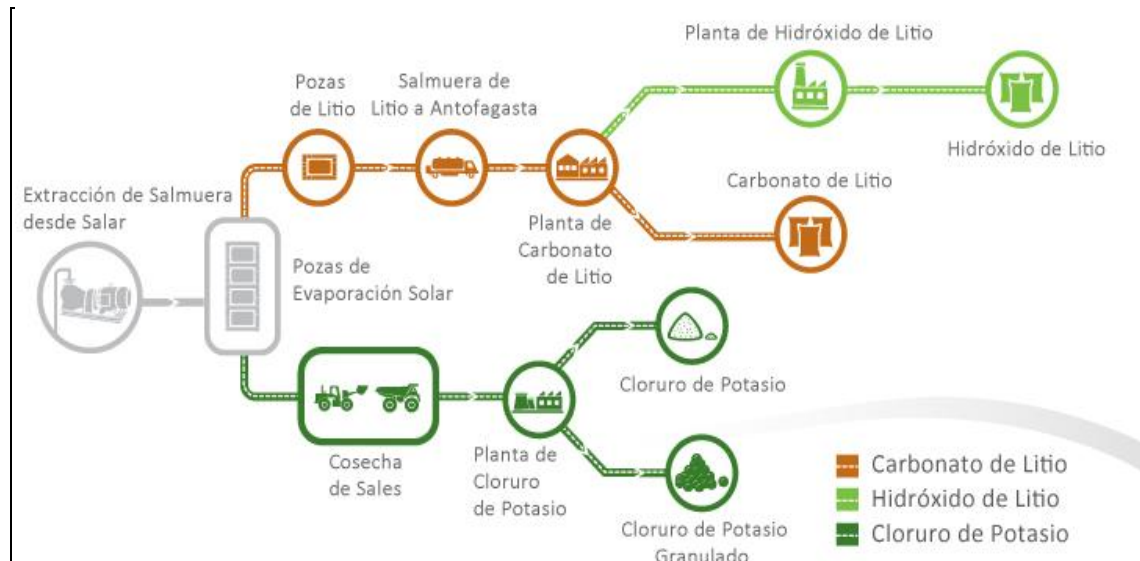 Planta de Hidróxido de Litio
Pozas
de Litio
Salmuera de
Litio a Antofagasta
Hidróxido de Litio
Extracción de Salmuera
desde Salar
Carbonato de Litio
Planta de
Carbonato
de Litio
Pozas de
Evaporación Solar
Cloruro de Potasio
Cosecha
de Sales
Planta de
Cloruro
de Potasio
Cloruro de Potasio
Granulado
Carbonato de Litio
Hidróxido de Litio
Cloruro de Potasio